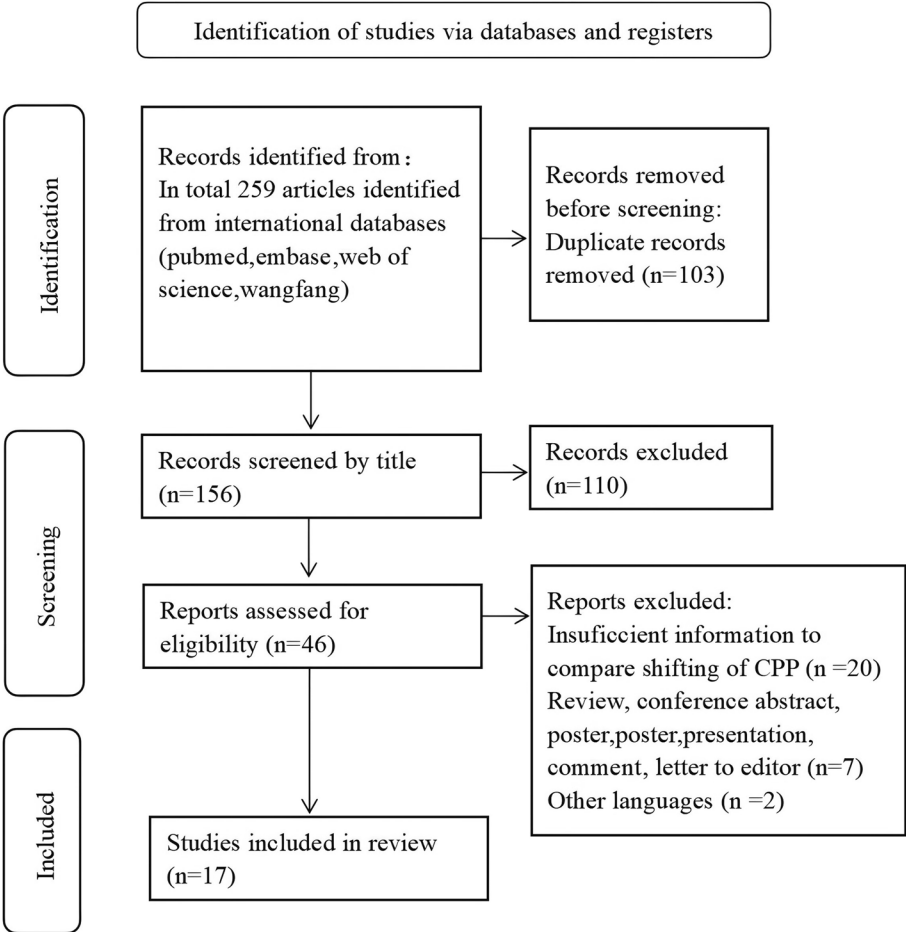 Identification of studies via databases and registers
Identification
Records identified from：
In total 259 articles identified
from international databases
(pubmed,embase,web of
science,wangfang)
Records removed
before screening:
Duplicate records
removed (n=103)
Screening
Records screened by title
(n=156)
Records excluded
(n=110)
Reports assessed for
eligibility (n=46)
Reports excluded:
Insuficcient information to
compare shifting of CPP (n =20)
Review, conference abstract,
poster,poster,presentation,
comment, letter to editor (n=7)
Other languages (n =2)
Included
Studies included in review
(n=17)